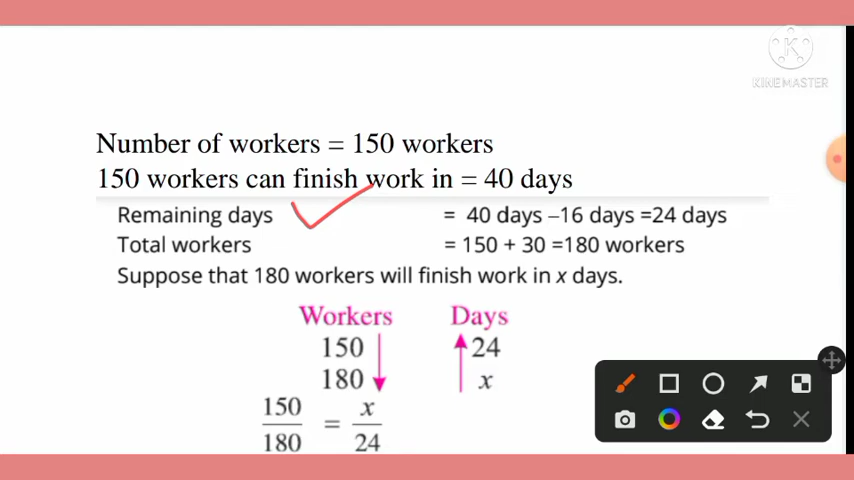 KINEMASTER
Number of workers = 150 workers
150 workers can finish work in = 40 days
Remaining days = 40 days –16 days =24 days
Total workers = 150 + 30 =180 workers
Suppose that 180 workers will finish work in x days.
Workers Days
150 24
180 x
150/180 = x/24